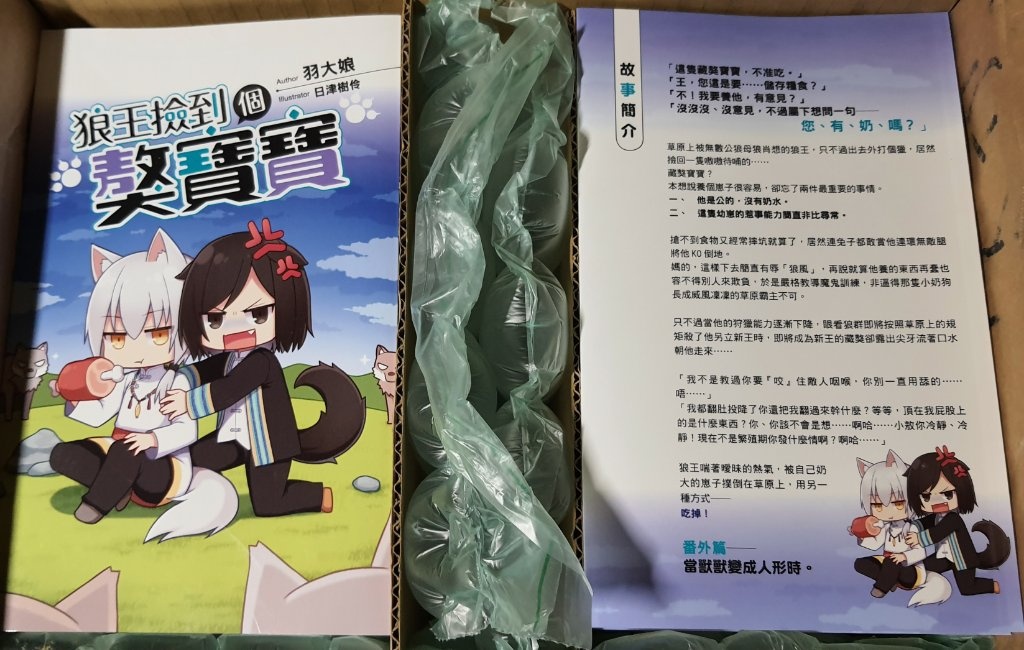 Author 羽大娘
Illustrator 日津樹伶
狼王撿到個
獒寶寶
故事簡介
「這隻藏獒寶寶，不准吃。」
「王，您這是要……儲存糧食？」
「不！我要養他，有意見？」
「沒沒沒、沒意見，不過屬下想問一句——
您、有、奶、嗎？」
草原上被無數公狼母狼肖想的狼王，只不過出去外打個獵，居然
撿回一隻嗷嗷待哺的……
藏獒寶寶？
本想說養個崽子很容易，卻忘了兩件最重要的事情。
一、 他是公的，沒有奶水。
二、 這隻幼崽的惹事能力簡直非比尋常。
搶不到食物又經常摔坑就算了，居然連兔子都敢賞他連環無敵腿
將他KO倒地。
媽的，這樣下去簡直有辱「狼風」，再說就算他養的東西再蠢也
容不得別人來欺負，於是嚴格教導魔鬼訓練，非逼得那隻小奶狗
長成威風凜凜的草原霸主不可。
只不過當他的狩獵能力逐漸下降，眼看狼群即將按照草原上的規
矩殺了他另立新王時，即將成為新王的藏獒卻露出尖牙流著口水
朝他走來……
「我不是教過你要『咬』住敵人咽喉，你別一直用舔的……
唔……」
「我都翻肚投降了你還把我翻過來幹什麼？等等，頂在我屁股上
的是什麼東西？你、你該不會是想……啊哈……小敖你冷靜、冷
靜！現在不是繁殖期你發什麼情啊？啊哈……」
狼王喘著曖昧的熱氣，被自己奶
大的崽子撲倒在草原上，用另一
種方式——
吃掉！
番外篇——
當獸獸變成人形時。